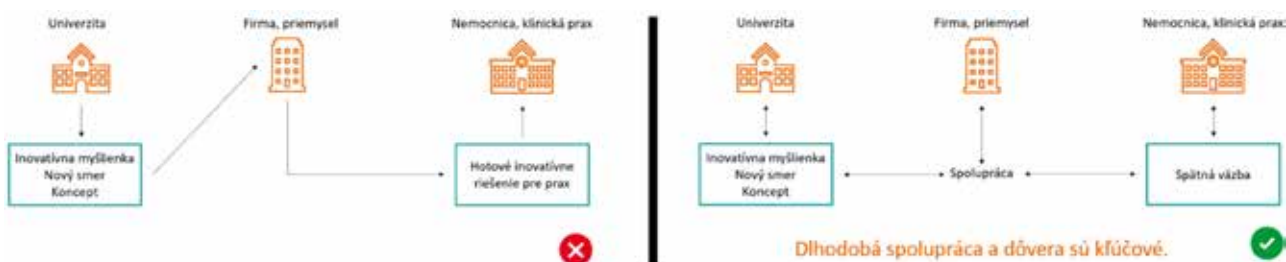 Univerzita
Firma, priemysel
Nemocnica, klinická prax
Inovatívna myšlienka
Nový smer
Koncept
Hotové inovatívne
riešenie pre prax
Univerzita
Firma, priemysel
Nemocnica, klinická prax
Inovatívna myšlienka
Nový smer
Koncept
Spolupráca
Spätná väzba
Dlhodobá spolupráca a dôvera sú kľúčové.